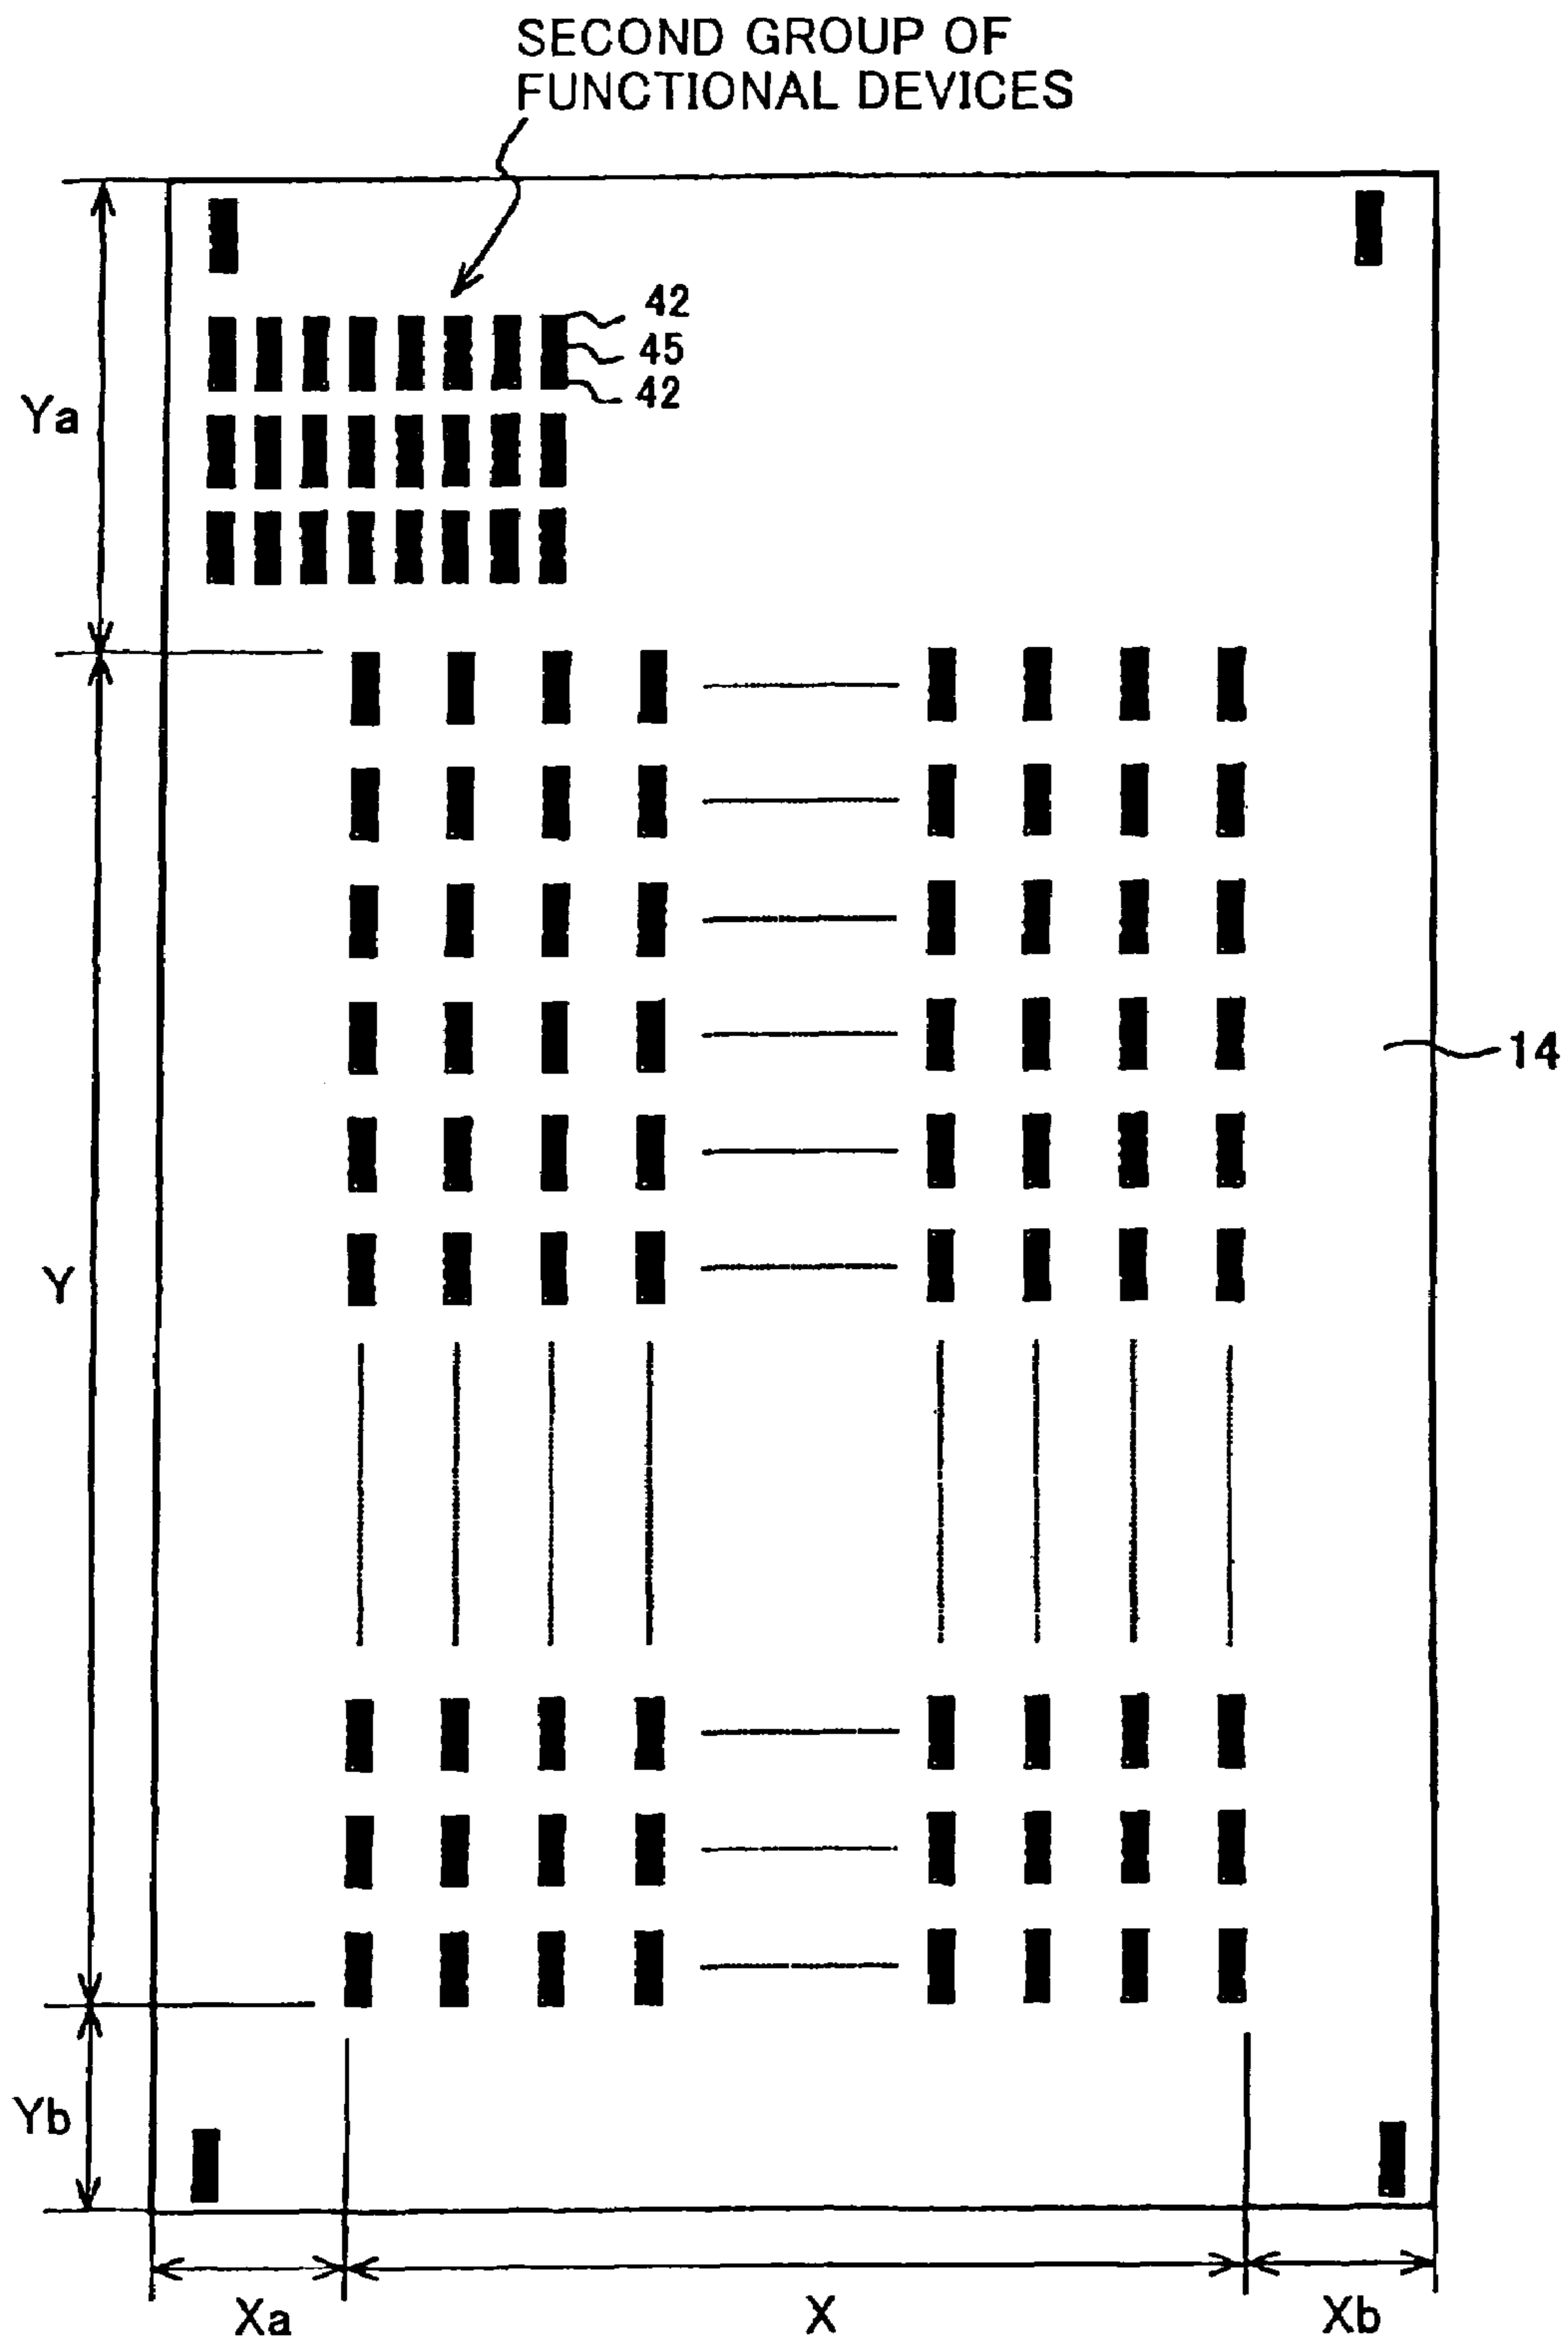 SECOND GROUP OF
FUNCTIONAL DEVICES
42
45
42
Ya
14
Y
Yb
Xa
X
Xb